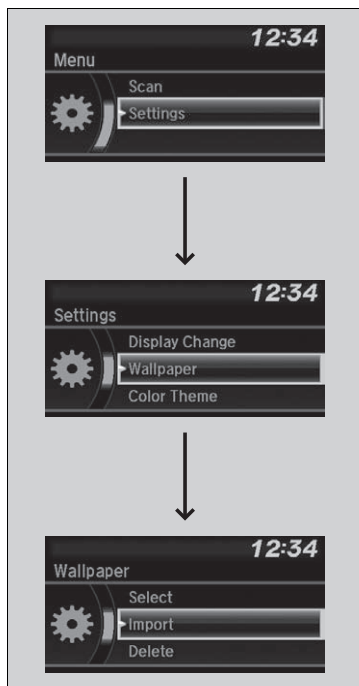 12:34
Menu
Scan
Settings
12:34
Settings
Display Change
Wallpaper
Color Theme
12:34
Wallpaper
Select
Import
Delete